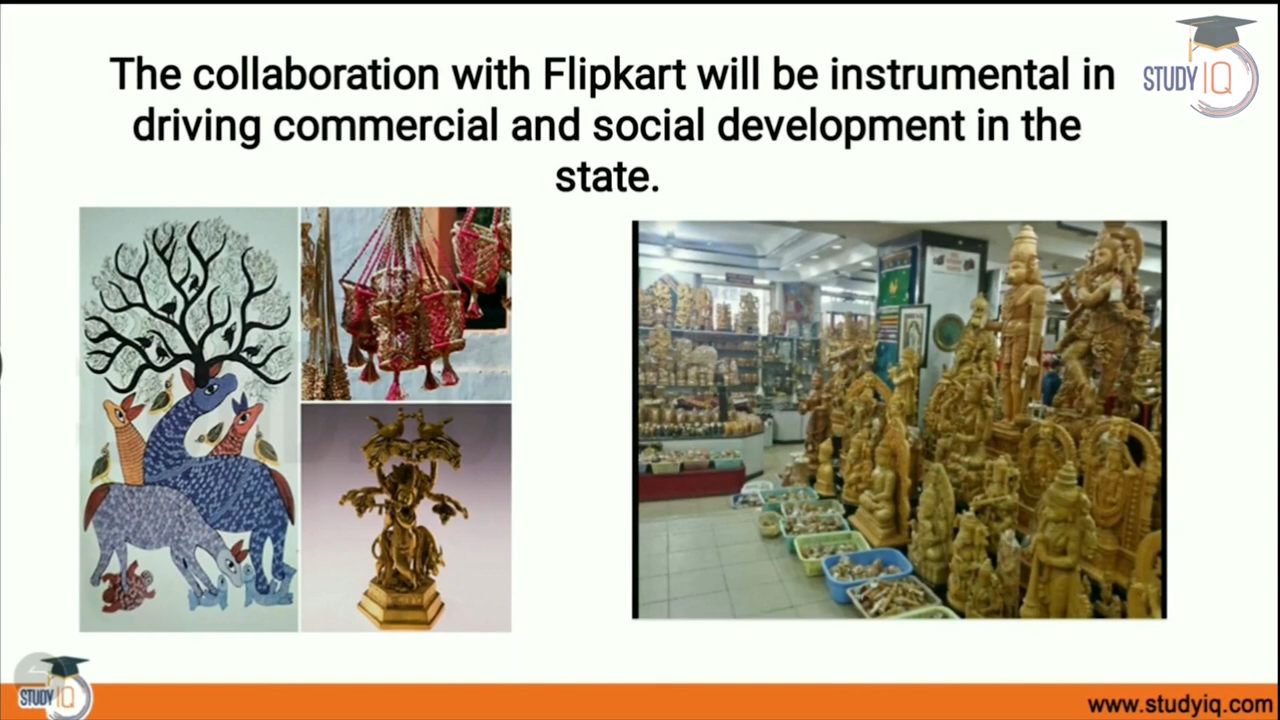 The collaboration with Flipkart will be instrumental in
driving commercial and social development in the
state.
STUDY IQ
STUDY IQ
www.studyiq.com